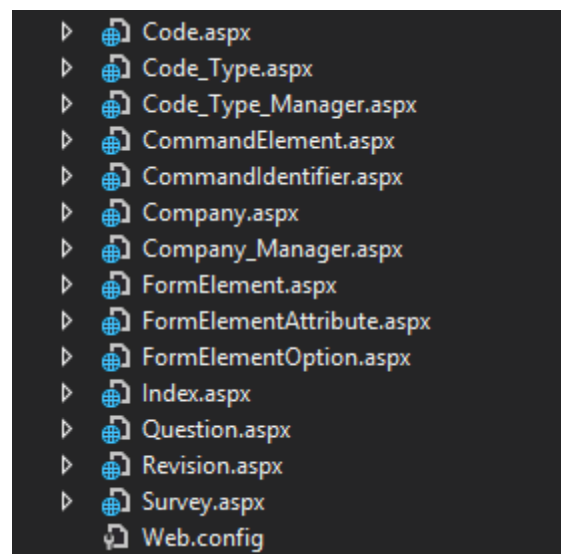 Code.aspx
Code_Type.aspx
Code_Type_Manager.aspx
CommandElement.aspx
CommandIdentifier.aspx
Company.aspx
Company_Manager.aspx
FormElement.aspx
FormElementAttribute.aspx
FormElementOption.aspx
Index.aspx
Question.aspx
Revision.aspx
Survey.aspx
Web.config